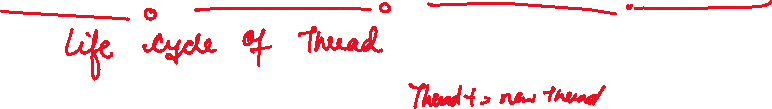 Life cycle of Thread
Thread t = new thread